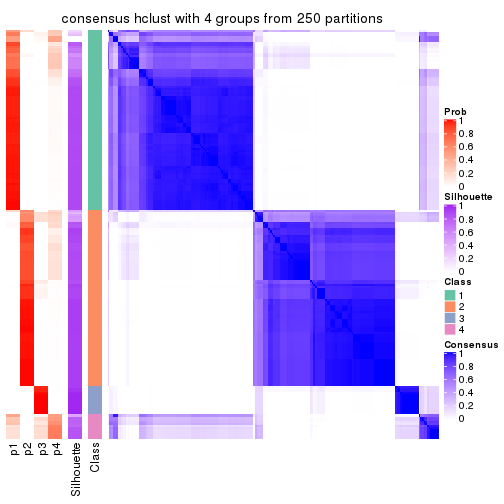 consensus hclust with 4 groups from 250 partitions
Prob
1
0.8
0.6
0.4
0.2
0
Silhouette
1
0.8
0.6
0.4
0.2
0
Class
1
2
3
4
Consensus
1
0.8
0.6
0.4
0.2
0
p1
p2
p3
p4
Silhouette
Class